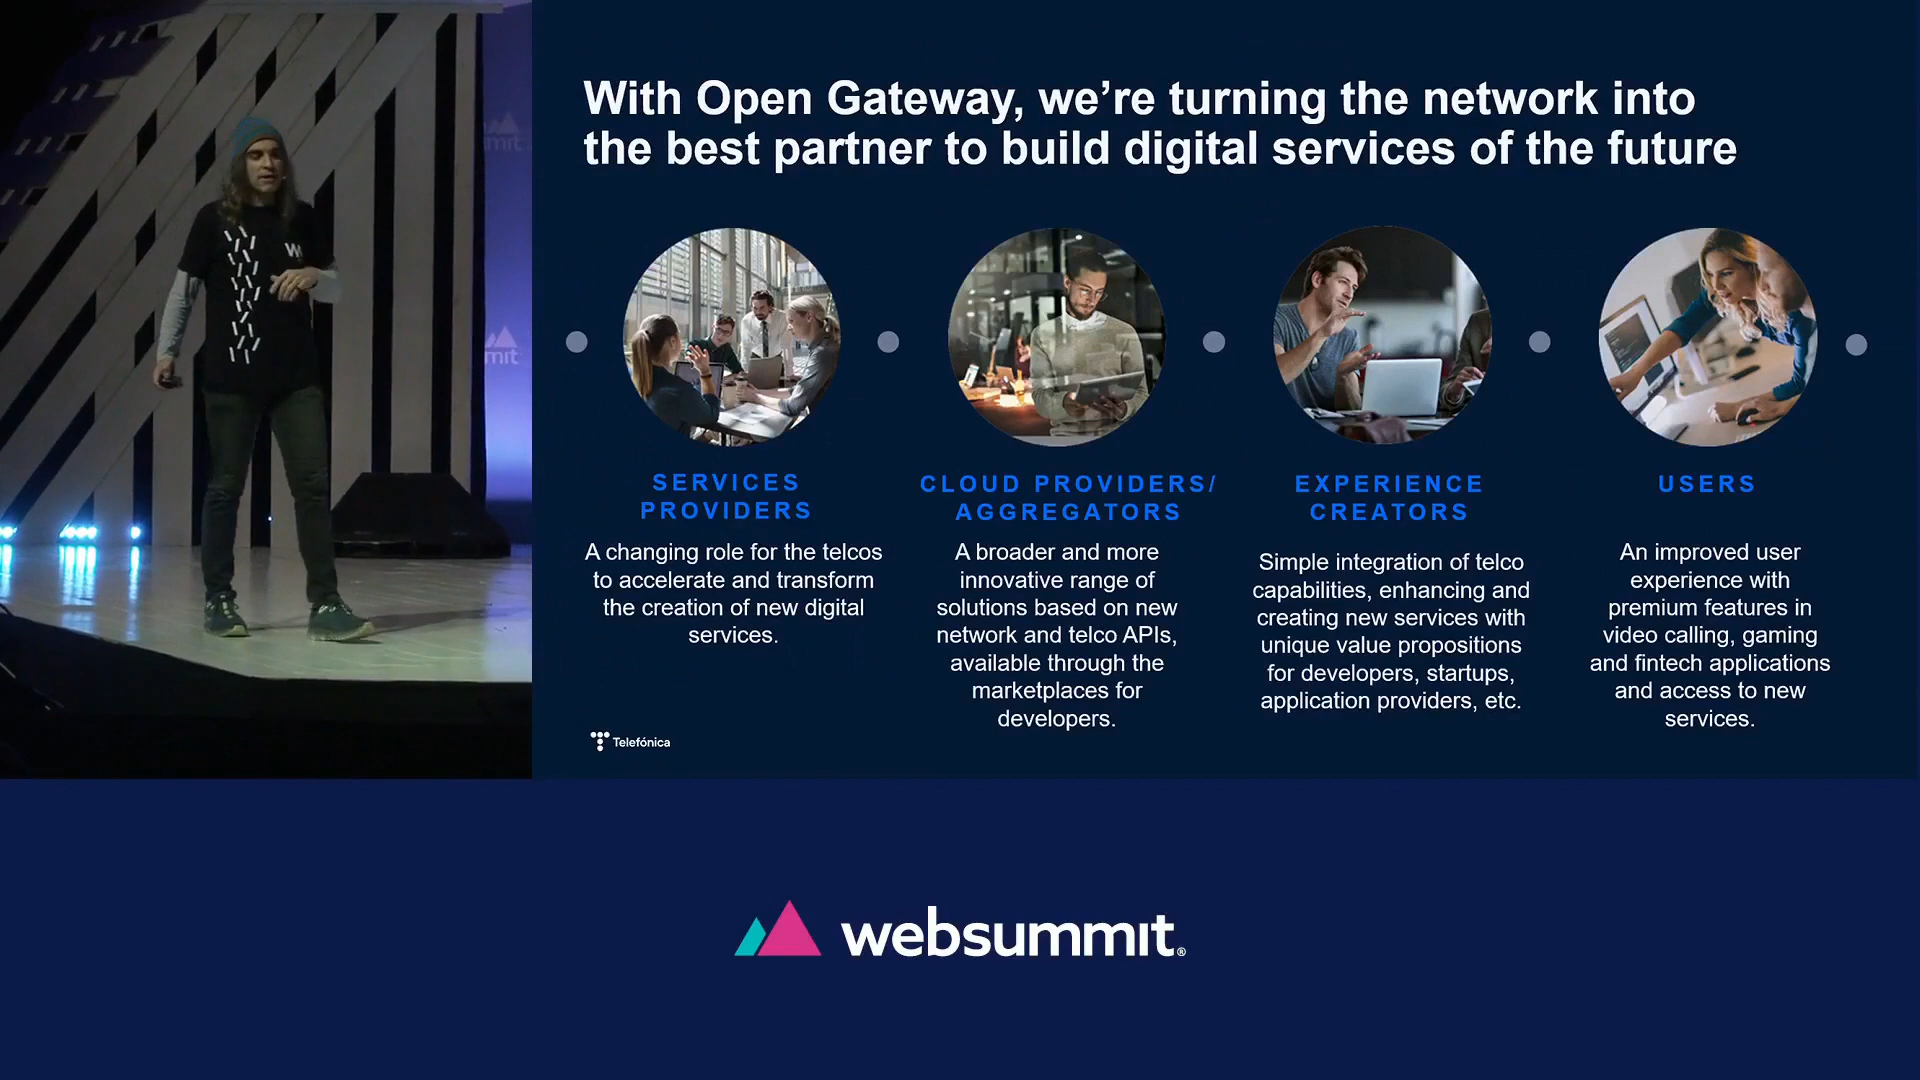 With Open Gateway, we’re turning the network into
the best partner to build digital services of the future
SERVICES
PROVIDERS
A changing role for the telcos
to accelerate and transform
the creation of new digital
services.
CLOUD PROVIDERS/
AGGREGATORS
A broader and more
innovative range of
solutions based on new
network and telco APIs,
available through the
marketplaces for
developers.
EXPERIENCE
CREATORS
Simple integration of telco
capabilities, enhancing and
creating new services with
unique value propositions
for developers, startups,
application providers, etc.
USERS
An improved user
experience with
premium features in
video calling, gaming
and fintech applications
and access to new
services.
Telefónica
websummit®